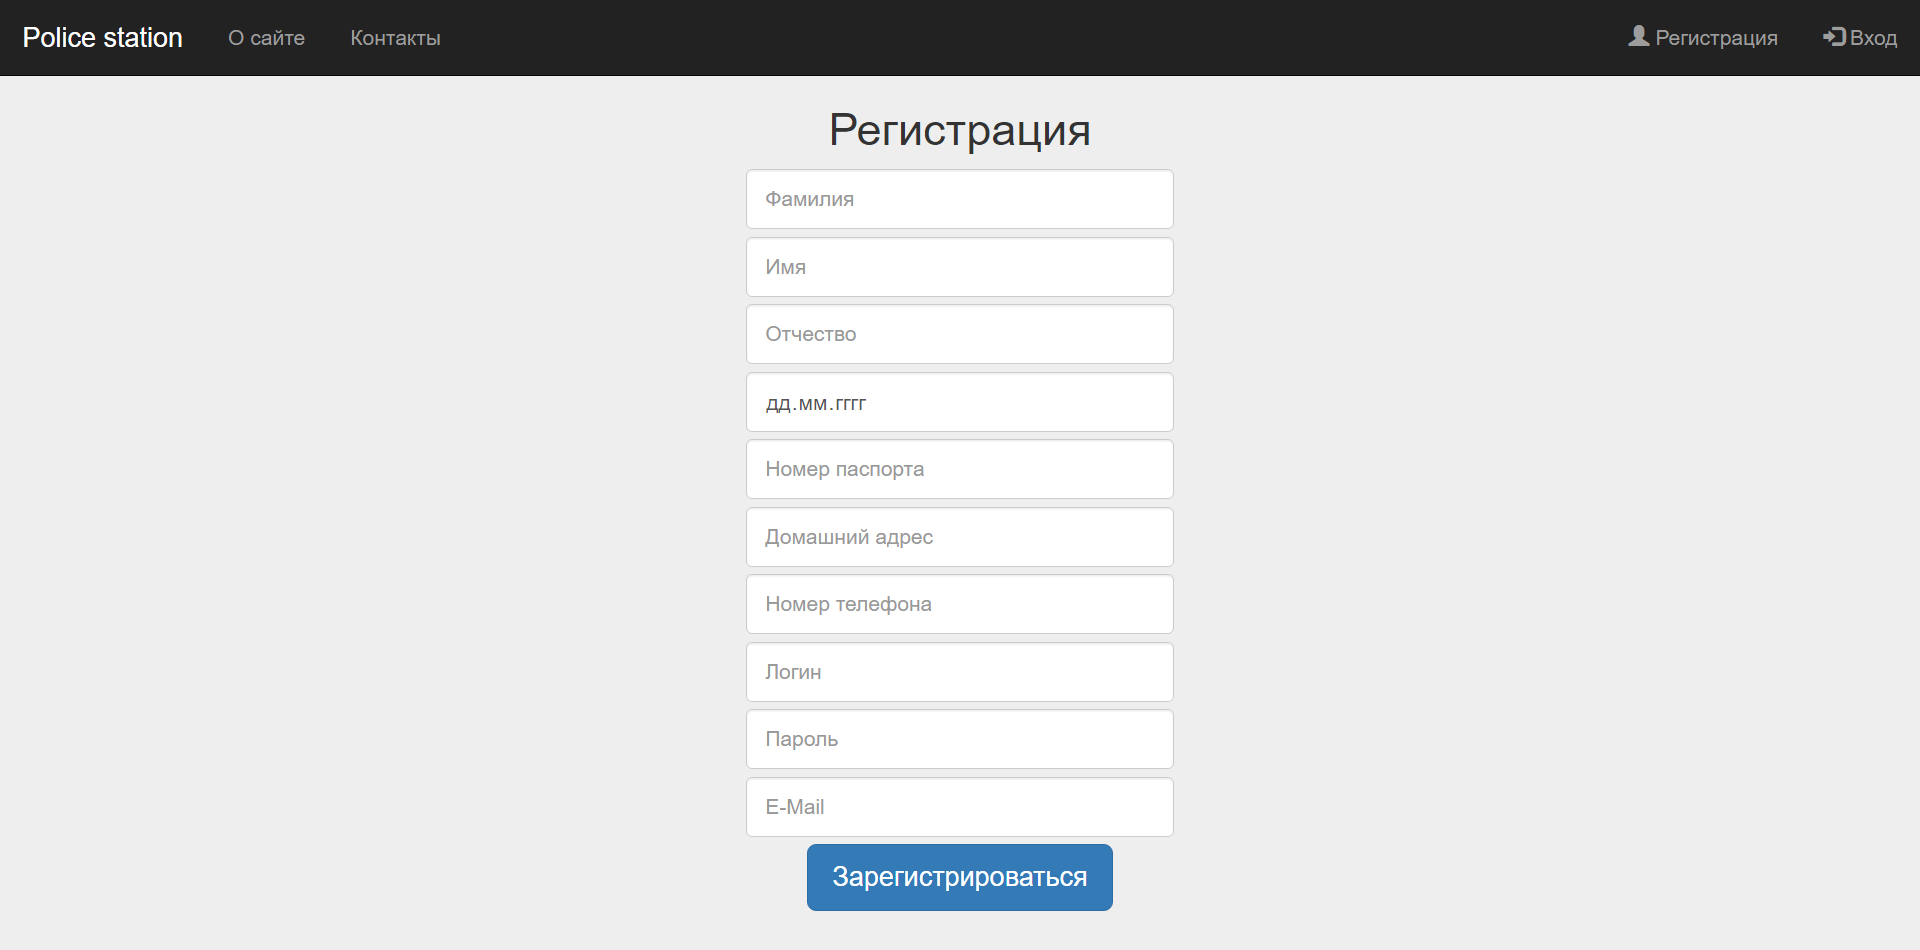 Police station О сайте Контакты Регистрация Вход
Регистрация
Фамилия
Имя
Отчество
дд.мм.гггг
Номер паспорта
Домашний адрес
Номер телефона
Логин
Пароль
E-Mail
Зарегистрироваться